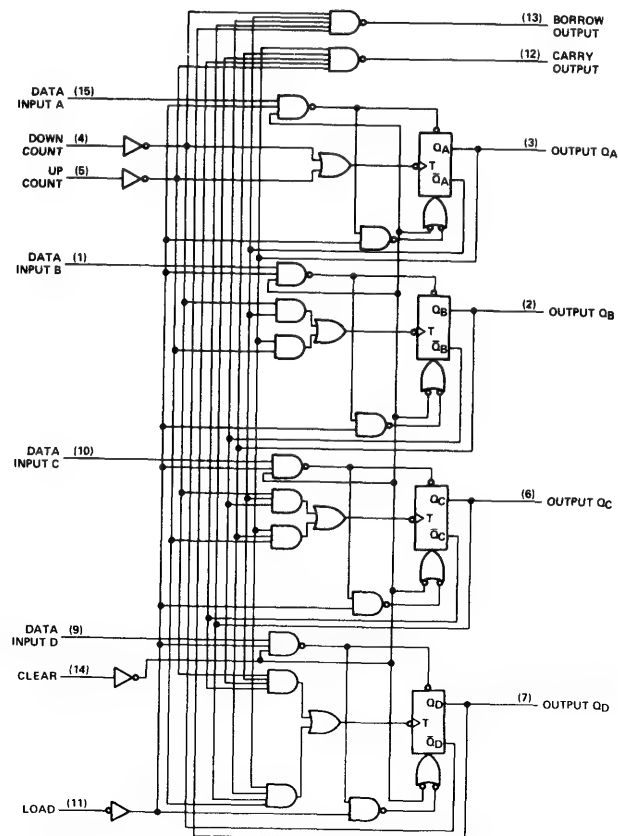 (13) BORROW
OUTPUT
(12) CARRY
OUTPUT
DATA (15)
INPUT A
DOWN (4)
COUNT
UP (5)
COUNT
QA (3) OUTPUT QA
T
Q̅A
DATA (1)
INPUT B
QB (2) OUTPUT QB
T
Q̅B
DATA (10)
INPUT C
QC (6) OUTPUT QC
T
Q̅C
DATA (9)
INPUT D
CLEAR (14)
QD (7) OUTPUT QD
T
Q̅D
LOAD (11)